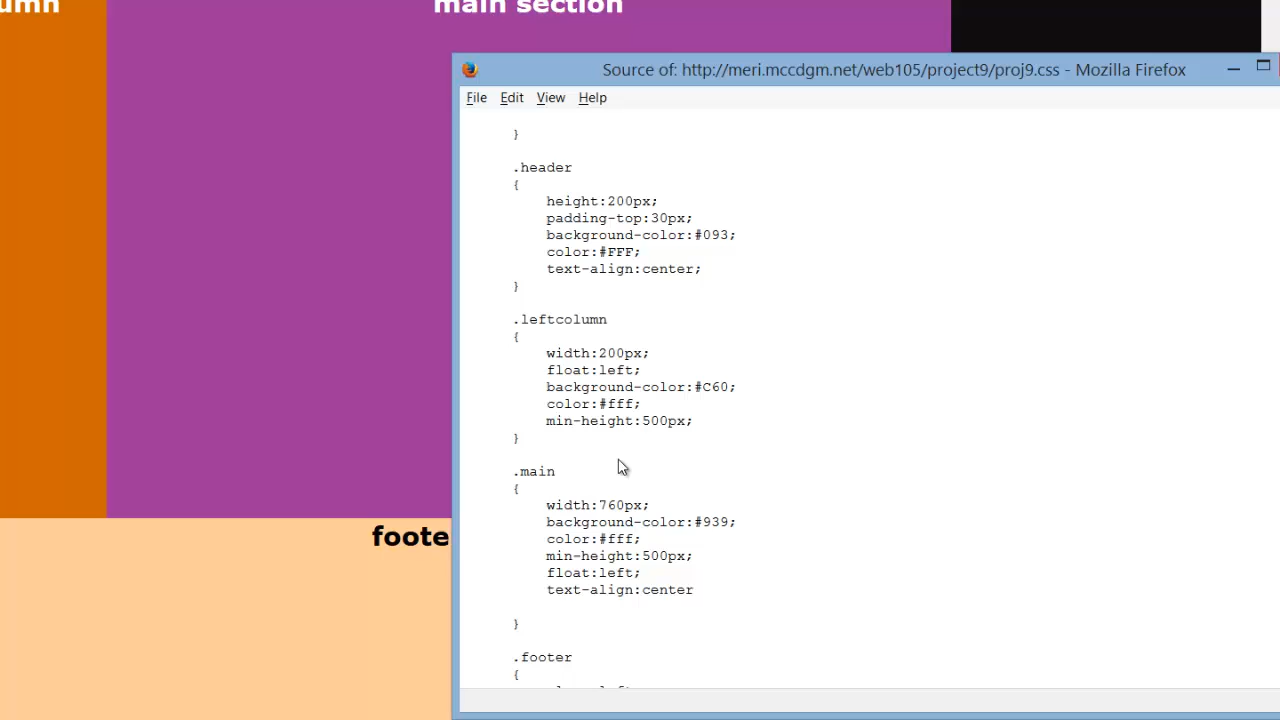 umn
main section
Source of: http://meri.mccdgm.net/web105/project9/proj9.css - Mozilla Firefox
File Edit View Help
}
.header
{
height:200px;
padding-top:30px;
background-color:#093;
color:#FFF;
text-align:center;
}
.leftcolumn
{
width:200px;
float:left;
background-color:#C60;
color:#fff;
min-height:500px;
}
.main
{
width:760px;
background-color:#939;
color:#fff;
min-height:500px;
float:left;
text-align:center
}
foote
.footer
{